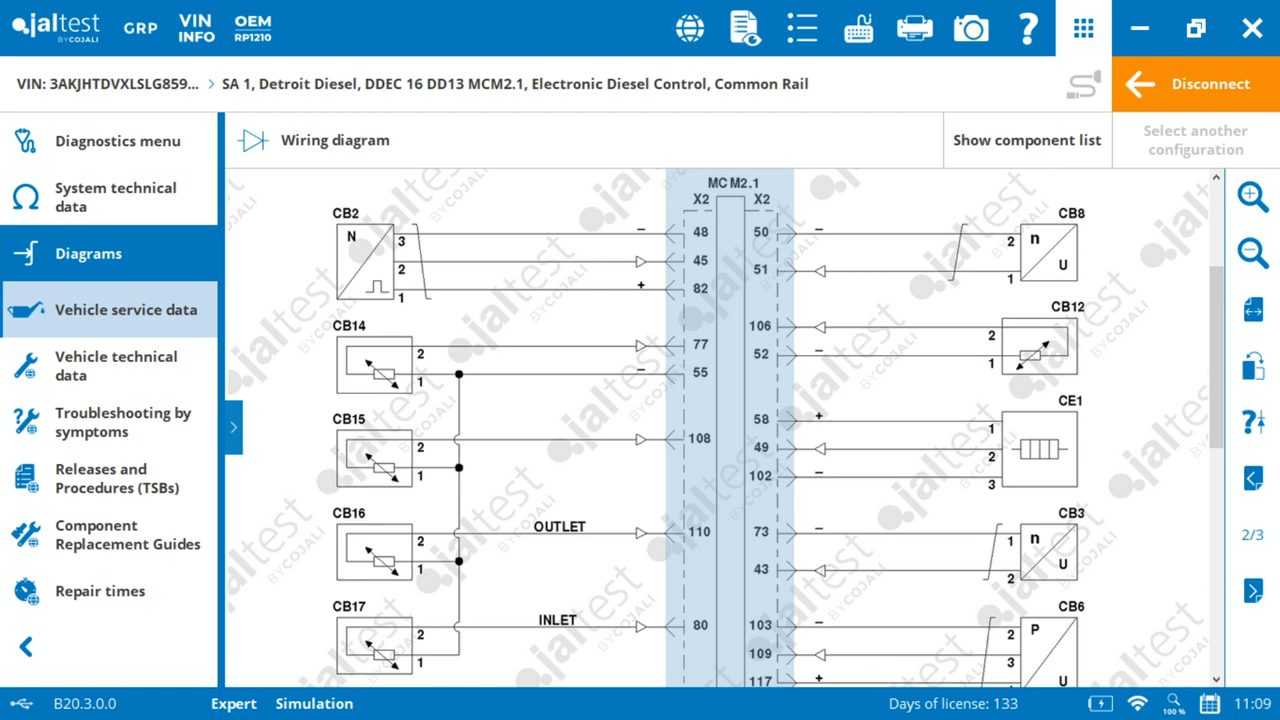 jaltest
BYCOJALI
GRP
VIN
INFO
OEM
RP1210
VIN: 3AKJHTDVXLSLG859... > SA 1, Detroit Diesel, DDEC 16 DD13 MCM2.1, Electronic Diesel Control, Common Rail
Disconnect
Diagnostics menu
System technical
data
Diagrams
Vehicle service data
Vehicle technical
data
Troubleshooting by
symptoms
Releases and
Procedures (TSBs)
Component
Replacement Guides
Repair times
Wiring diagram
Show component list
Select another
configuration
MCM2.1
X2 X2
CB2
N
3 − 48
2 45
1 + 82
CB14
2 77
1 − 55
CB15
2 108
1
CB16
2 OUTLET 110
1
CB17
2 INLET 80
1
CB8
50 − 2 n
51 1 U
CB12
106 2
52 − 1
CE1
58 + 1
49 2
102 − 3
CB3
73 − 1 n
43 2 U
CB6
103 − 2 P
109 3
117 + 1 U
jaltest
BYCOJALI
2/3
B20.3.0.0
Expert
Simulation
Days of license: 133
100 %
11:09